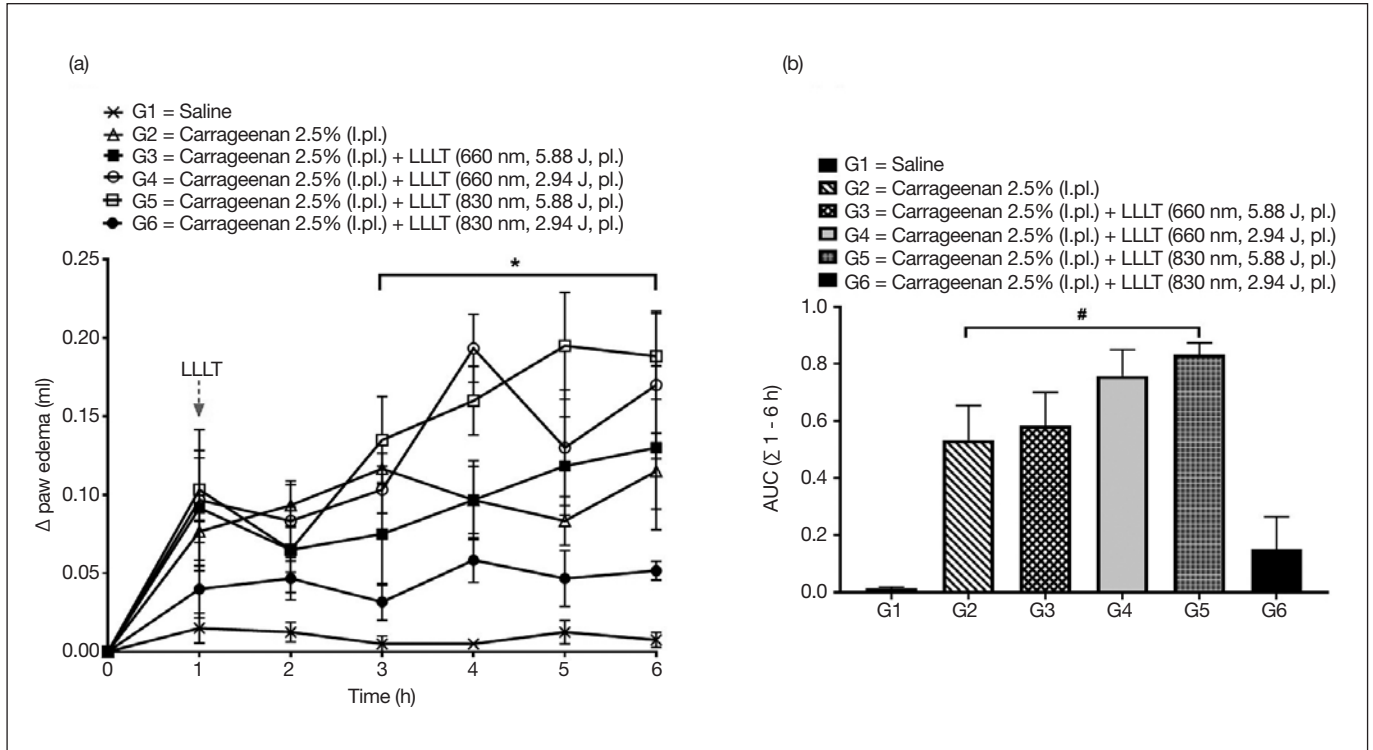 (a)
G1 = Saline
G2 = Carrageenan 2.5% (I.pl.)
G3 = Carrageenan 2.5% (I.pl.) + LLLT (660 nm, 5.88 J, pl.)
G4 = Carrageenan 2.5% (I.pl.) + LLLT (660 nm, 2.94 J, pl.)
G5 = Carrageenan 2.5% (I.pl.) + LLLT (830 nm, 5.88 J, pl.)
G6 = Carrageenan 2.5% (I.pl.) + LLLT (830 nm, 2.94 J, pl.)
0.25
0.20
0.15
0.10
0.05
0.00
Δ paw edema (ml)
LLLT
*
0 1 2 3 4 5 6
Time (h)
(b)
G1 = Saline
G2 = Carrageenan 2.5% (I.pl.)
G3 = Carrageenan 2.5% (I.pl.) + LLLT (660 nm, 5.88 J, pl.)
G4 = Carrageenan 2.5% (I.pl.) + LLLT (660 nm, 2.94 J, pl.)
G5 = Carrageenan 2.5% (I.pl.) + LLLT (830 nm, 5.88 J, pl.)
G6 = Carrageenan 2.5% (I.pl.) + LLLT (830 nm, 2.94 J, pl.)
1.0
0.8
0.6
0.4
0.2
0.0
AUC (Σ 1 - 6 h)
#
G1 G2 G3 G4 G5 G6